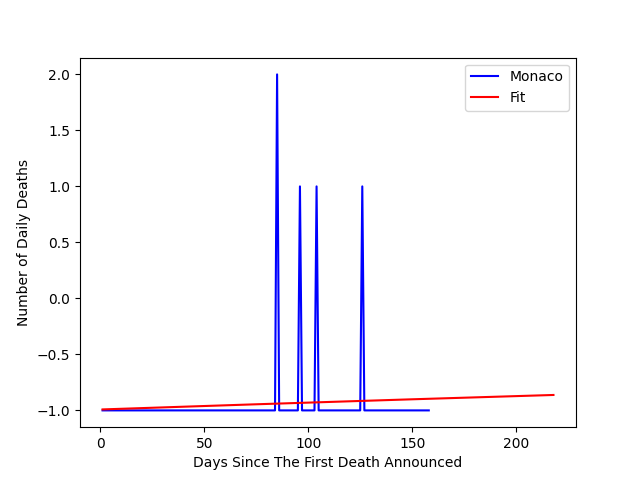 Monaco
Fit
2.0
1.5
1.0
0.5
0.0
−0.5
−1.0
Number of Daily Deaths
0 50 100 150 200
Days Since The First Death Announced